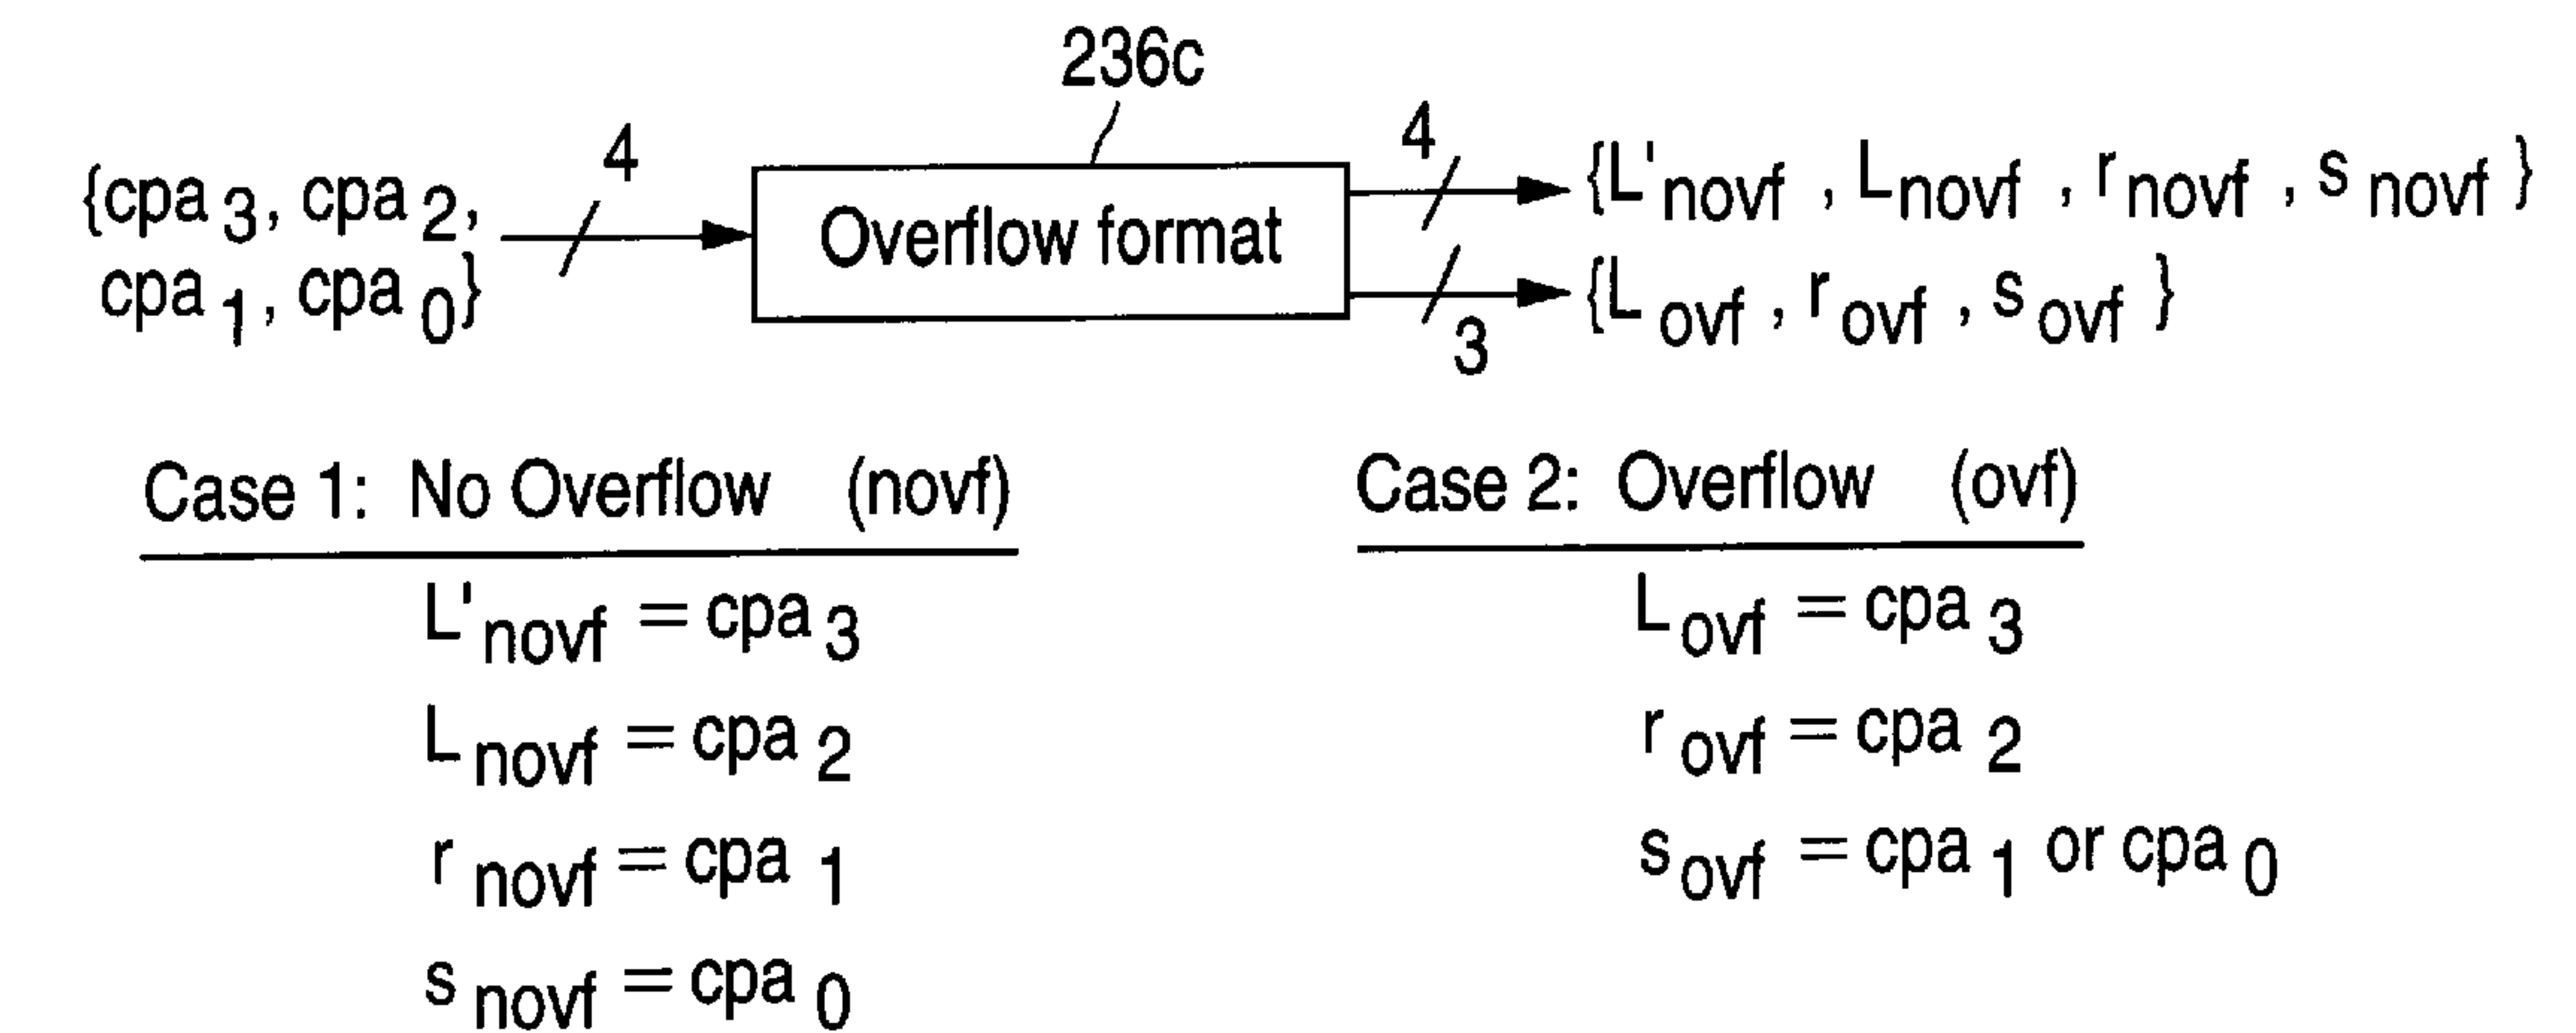 236c
{cpa 3, cpa 2,
cpa 1, cpa 0}
4
Overflow format
4
{L'novf , Lnovf , rnovf , s novf }
3
{L ovf , r ovf , s ovf }
Case 1: No Overflow (novf)
L'novf = cpa 3
L novf = cpa 2
r novf = cpa 1
s novf = cpa 0
Case 2: Overflow (ovf)
L ovf = cpa 3
r ovf = cpa 2
s ovf = cpa 1 or cpa 0